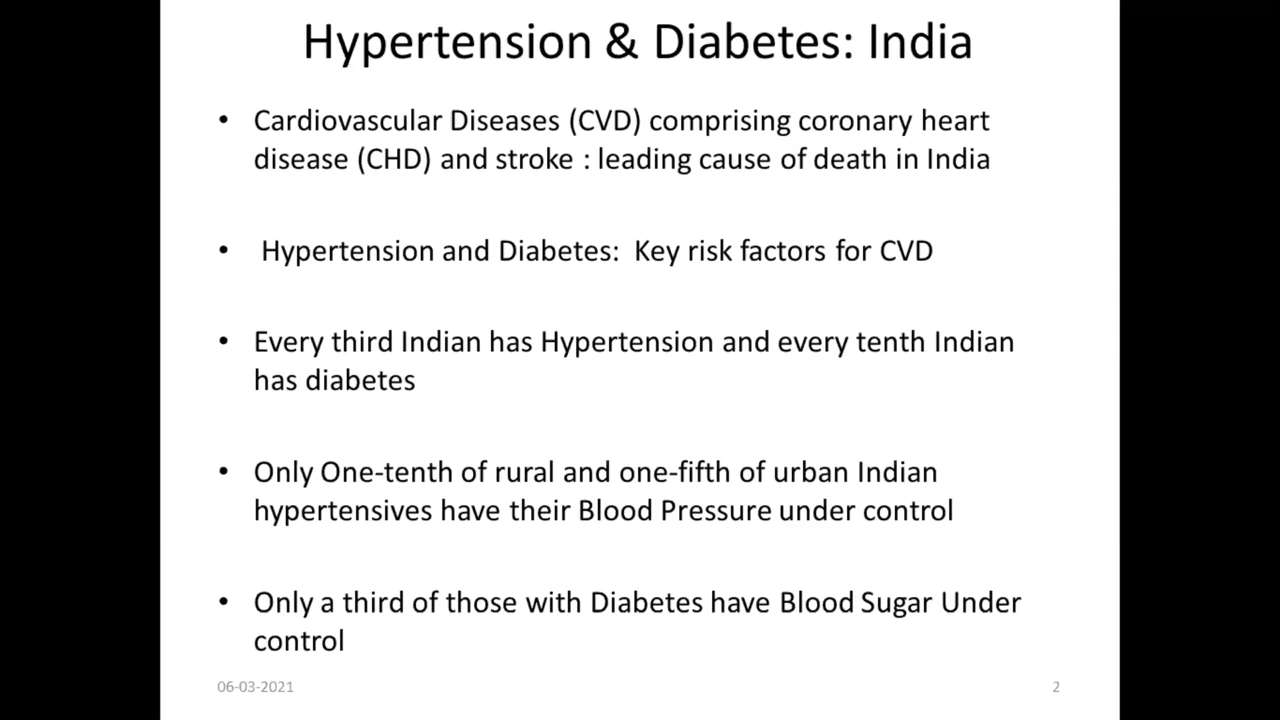 Hypertension & Diabetes: India
• Cardiovascular Diseases (CVD) comprising coronary heart
disease (CHD) and stroke : leading cause of death in India
• Hypertension and Diabetes: Key risk factors for CVD
• Every third Indian has Hypertension and every tenth Indian
has diabetes
• Only One-tenth of rural and one-fifth of urban Indian
hypertensives have their Blood Pressure under control
• Only a third of those with Diabetes have Blood Sugar Under
control
06-03-2021
2